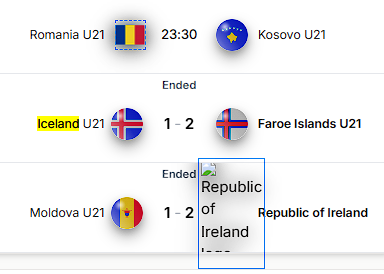 Romania U21 23:30 Kosovo U21
Ended
Iceland U21 1 - 2 Faroe Islands U21
Ended
Moldova U21 1 - 2 Republic of Ireland
Republic
of
Ireland